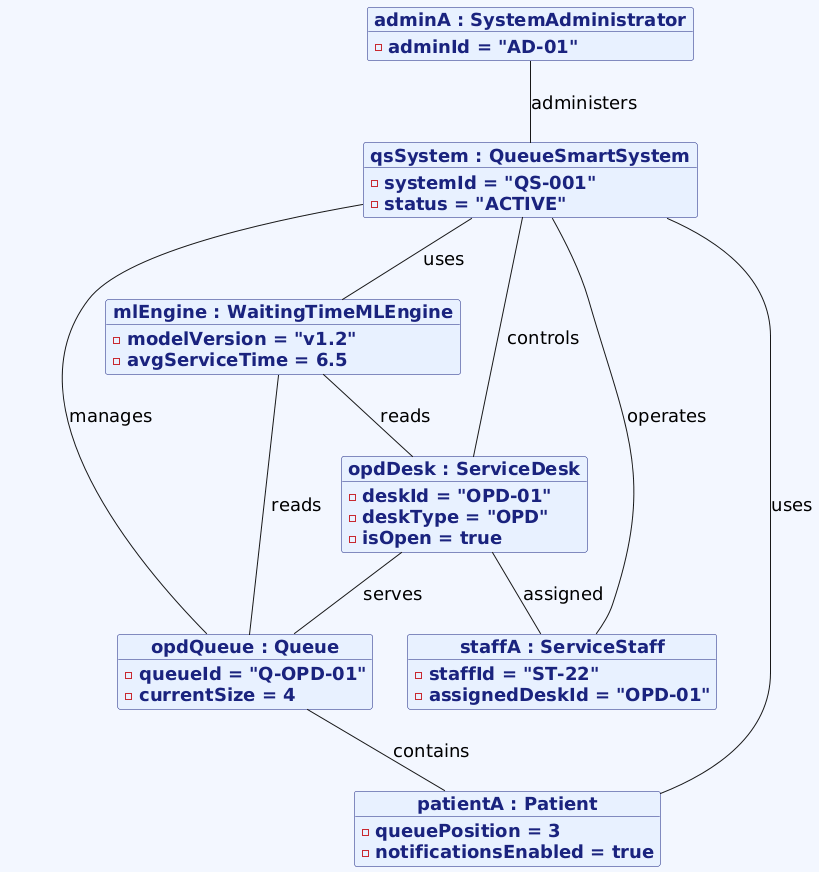 adminA : SystemAdministrator
adminId = "AD-01"
administers
qsSystem : QueueSmartSystem
systemId = "QS-001"
status = "ACTIVE"
uses
mlEngine : WaitingTimeMLEngine
modelVersion = "v1.2"
avgServiceTime = 6.5
controls
manages
reads
operates
opdDesk : ServiceDesk
deskId = "OPD-01"
deskType = "OPD"
isOpen = true
reads
uses
serves
assigned
opdQueue : Queue
queueId = "Q-OPD-01"
currentSize = 4
staffA : ServiceStaff
staffId = "ST-22"
assignedDeskId = "OPD-01"
contains
patientA : Patient
queuePosition = 3
notificationsEnabled = true